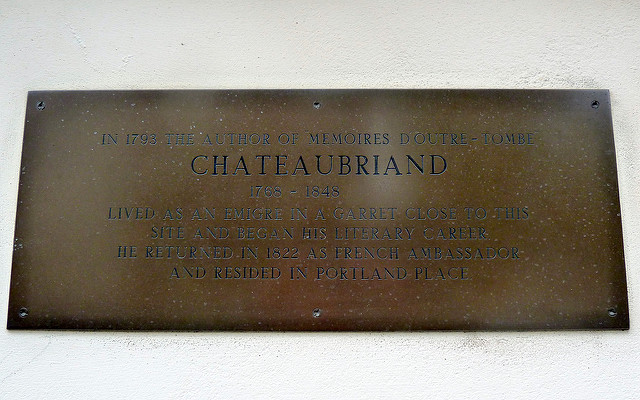 IN 1793 THE AUTHOR OF MEMOIRES D'OUTRE-TOMBE
CHATEAUBRIAND
1768 - 1848
LIVED AS AN EMIGRE IN A GARRET CLOSE TO THIS
SITE AND BEGAN HIS LITERARY CAREER
HE RETURNED IN 1822 AS FRENCH AMBASSADOR
AND RESIDED IN PORTLAND PLACE